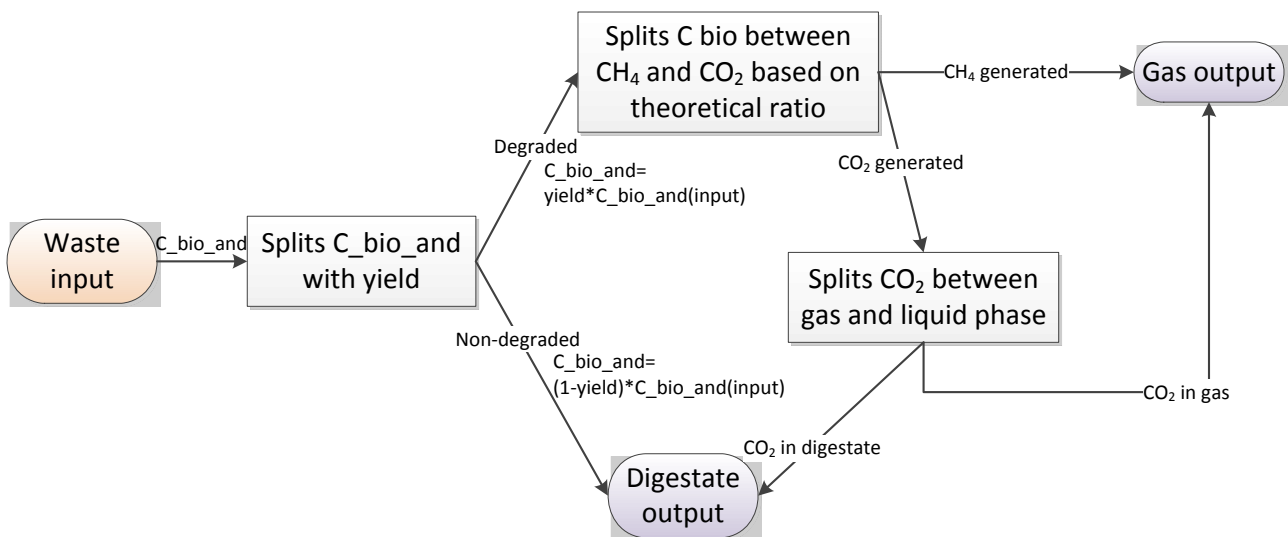 Splits C bio between
CH₄ and CO₂ based on
theoretical ratio
CH₄ generated
Gas output
Degraded
C_bio_and=
yield*C_bio_and(input)
CO₂ generated
Waste
input
C_bio_and
Splits C_bio_and
with yield
Splits CO₂ between
gas and liquid phase
Non-degraded
C_bio_and=
(1-yield)*C_bio_and(input)
CO₂ in gas
CO₂ in digestate
Digestate
output